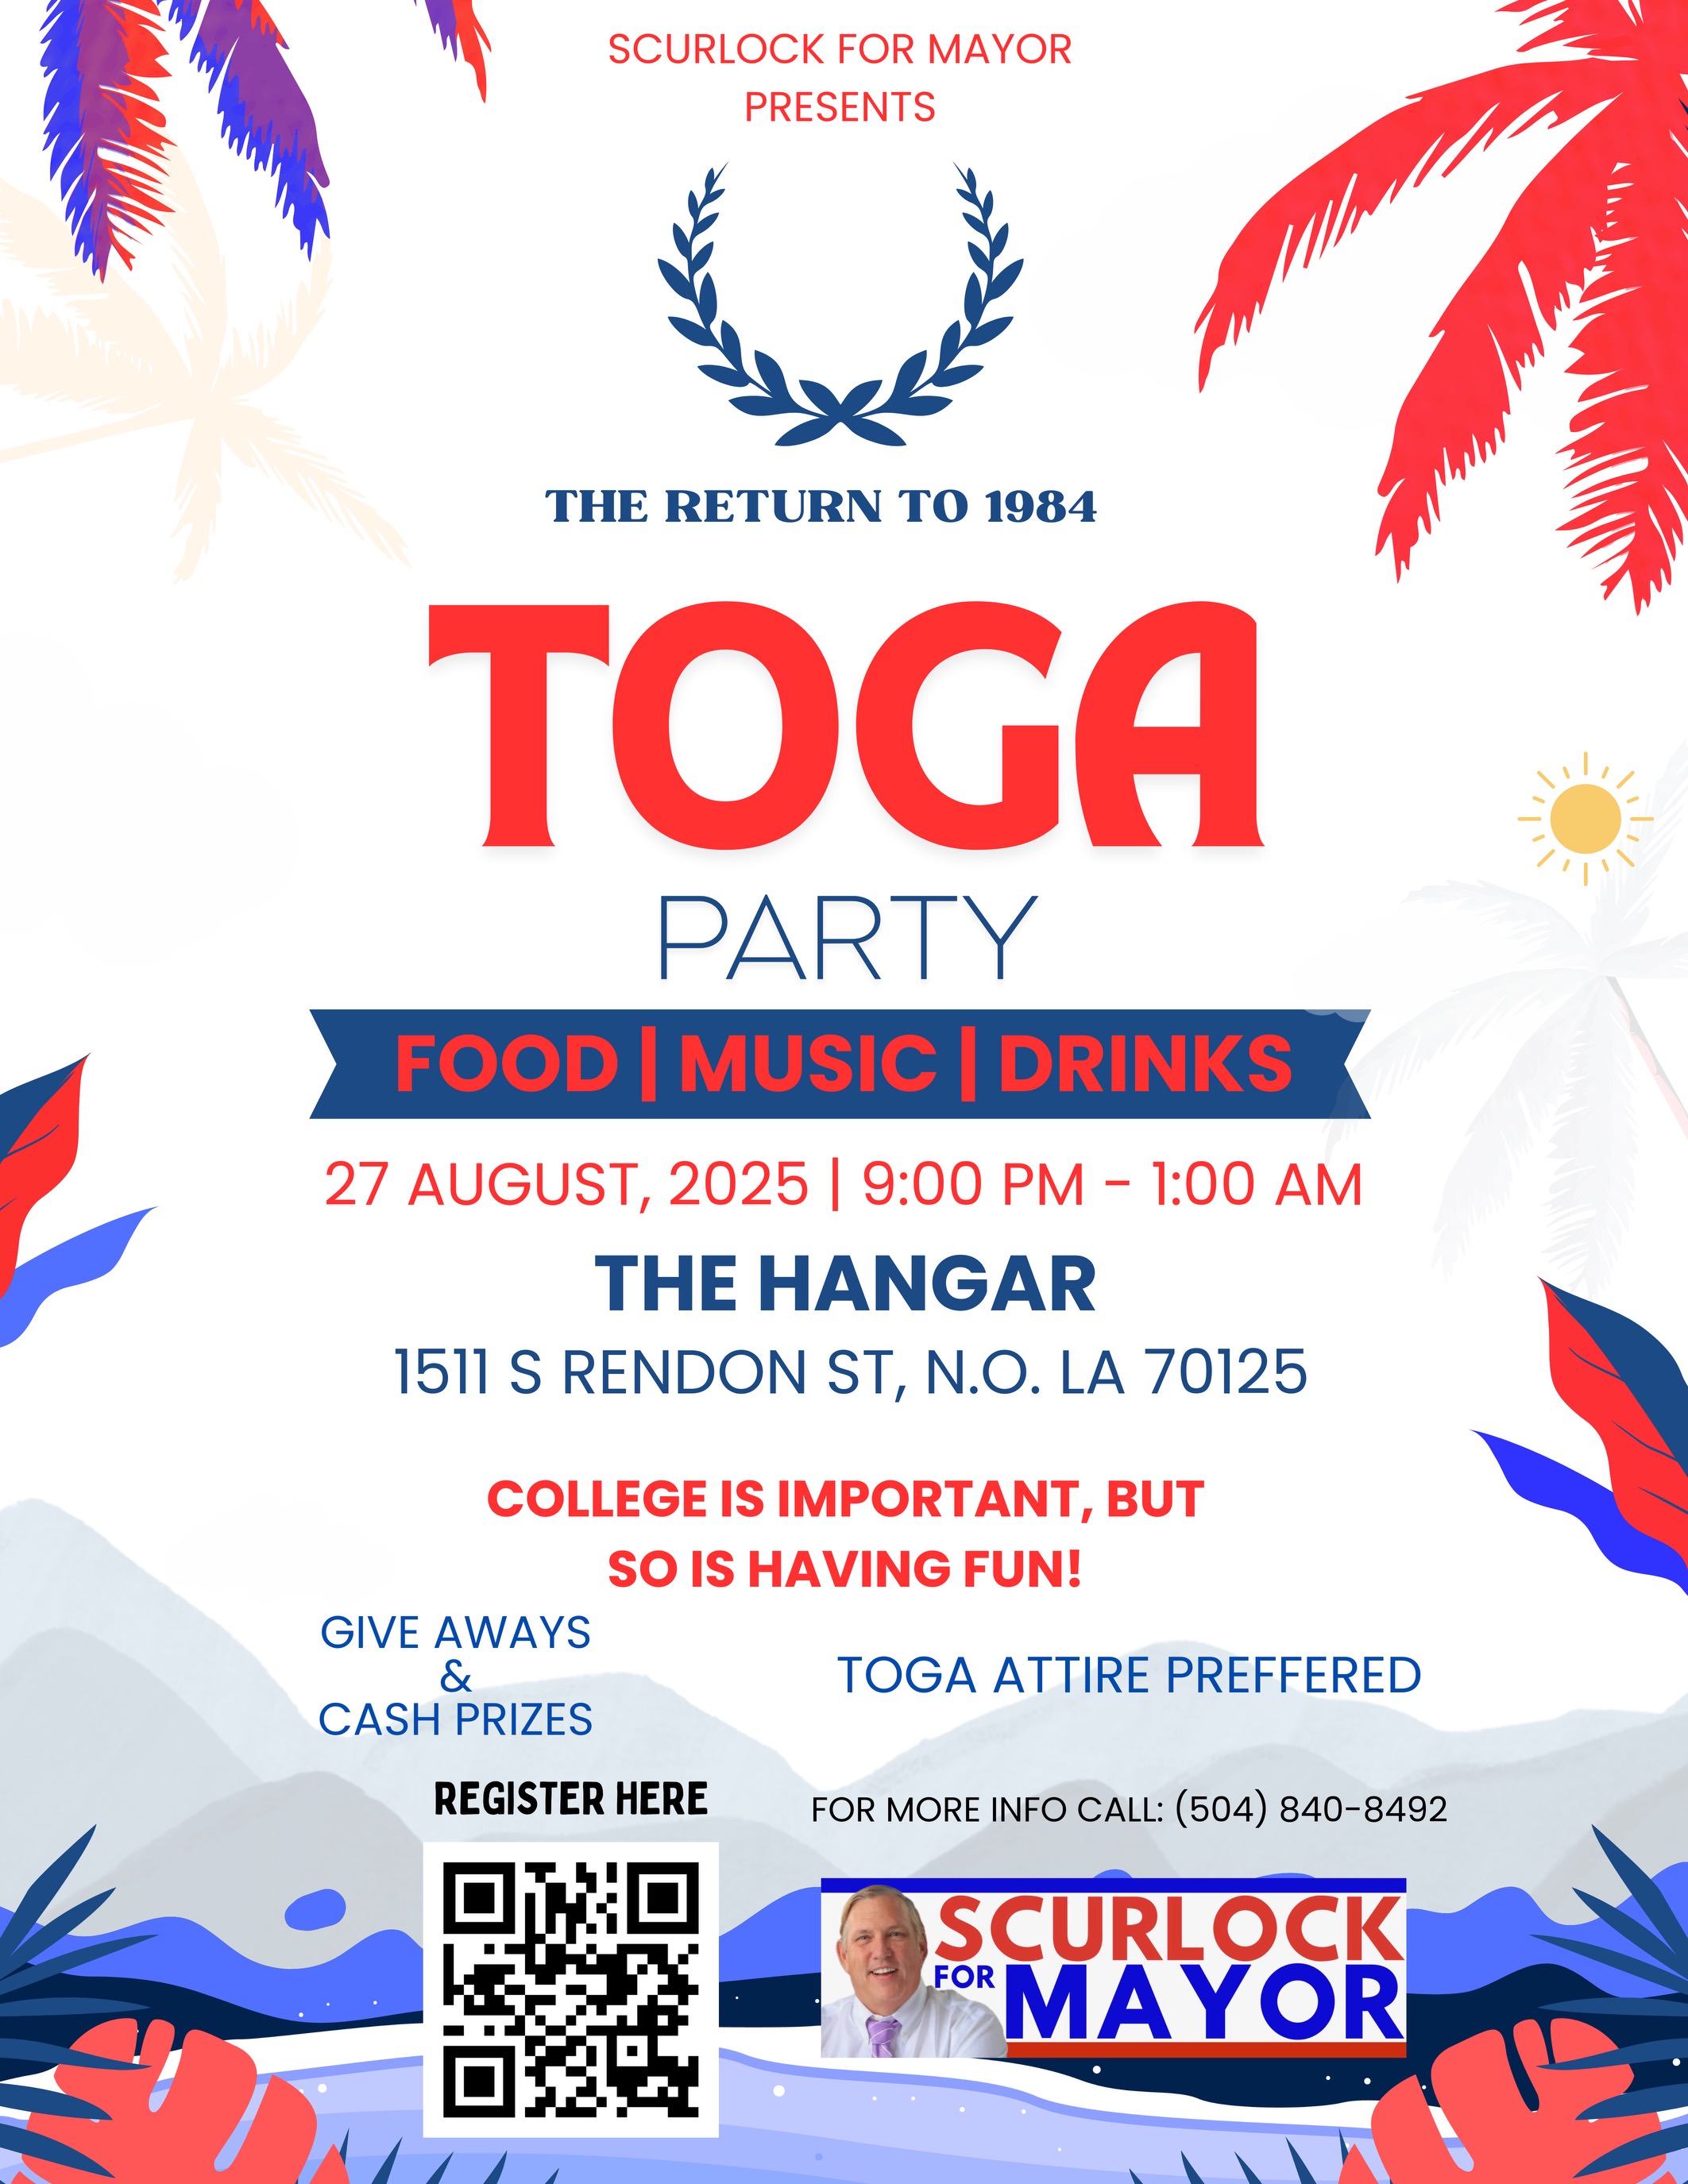 SCURLOCK FOR MAYOR
PRESENTS
THE RETURN TO 1984
TOGA
PARTY
FOOD | MUSIC | DRINKS
27 AUGUST, 2025 | 9:00 PM - 1:00 AM
THE HANGAR
1511 S RENDON ST, N.O. LA 70125
COLLEGE IS IMPORTANT, BUT
SO IS HAVING FUN!
GIVE AWAYS
&
CASH PRIZES
TOGA ATTIRE PREFFERED
REGISTER HERE
FOR MORE INFO CALL: (504) 840-8492
SCURLOCK
FOR MAYOR